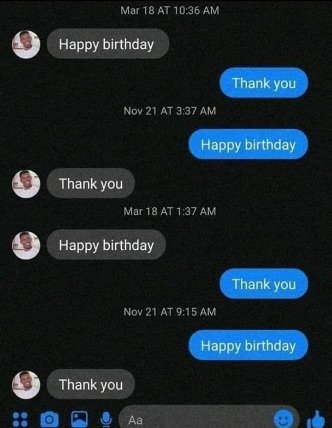 Mar 18 AT 10:36 AM
Happy birthday
Thank you
Nov 21 AT 3:37 AM
Happy birthday
Thank you
Mar 18 AT 1:37 AM
Happy birthday
Thank you
Nov 21 AT 9:15 AM
Happy birthday
Thank you
Aa